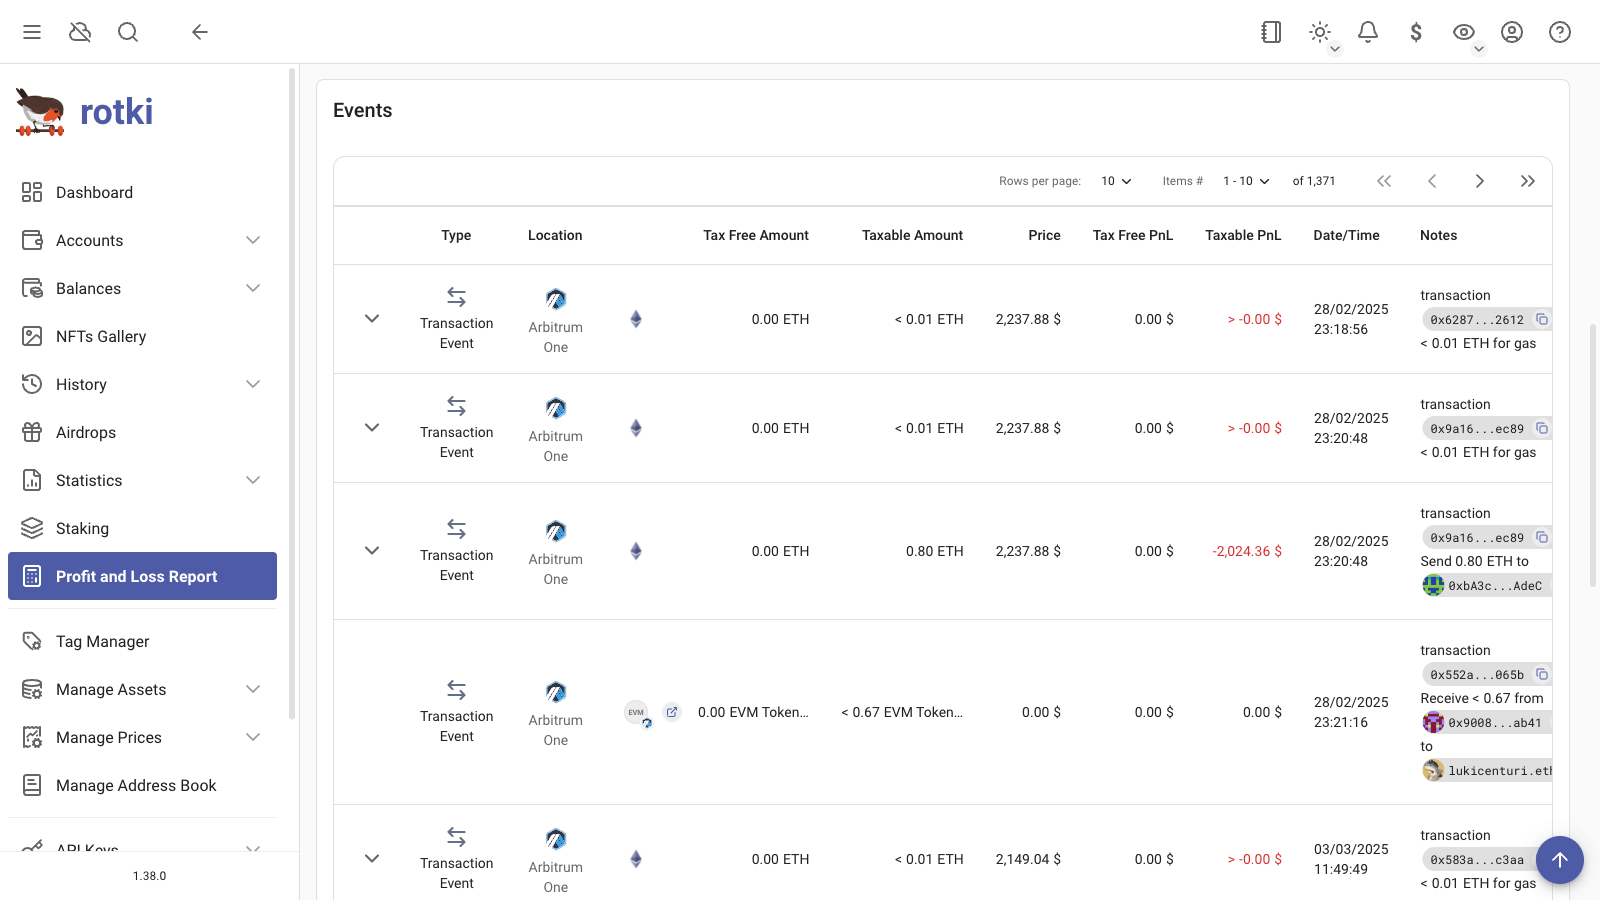 rotki
Dashboard
Accounts
Balances
NFTs Gallery
History
Airdrops
Statistics
Staking
Profit and Loss Report
Tag Manager
Manage Assets
Manage Prices
Manage Address Book
API Keys
1.38.0
Events
Rows per page: 10 Items # 1 - 10 of 1,371
Type Location Tax Free Amount Taxable Amount Price Tax Free PnL Taxable PnL Date/Time Notes
Transaction
Event
Arbitrum
One
0.00 ETH < 0.01 ETH 2,237.88 $ 0.00 $ > -0.00 $
28/02/2025
23:18:56
transaction
0x6287...2612
< 0.01 ETH for gas
Transaction
Event
Arbitrum
One
0.00 ETH < 0.01 ETH 2,237.88 $ 0.00 $ > -0.00 $
28/02/2025
23:20:48
transaction
0x9a16...ec89
< 0.01 ETH for gas
Transaction
Event
Arbitrum
One
0.00 ETH 0.80 ETH 2,237.88 $ 0.00 $ -2,024.36 $
28/02/2025
23:20:48
transaction
0x9a16...ec89
Send 0.80 ETH to
0xbA3c...AdeC
Transaction
Event
Arbitrum
One
EVM
0.00 EVM Token... < 0.67 EVM Token... 0.00 $ 0.00 $ 0.00 $
28/02/2025
23:21:16
transaction
0x552a...065b
Receive < 0.67 from
0x9008...ab41
to
lukicenturi.eth
Transaction
Event
Arbitrum
One
0.00 ETH < 0.01 ETH 2,149.04 $ 0.00 $ > -0.00 $
03/03/2025
11:49:49
transaction
0x583a...c3aa
< 0.01 ETH for gas